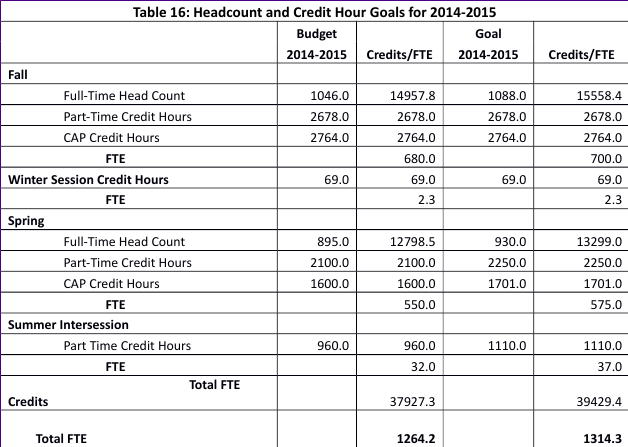 Table 16: Headcount and Credit Hour Goals for 2014-2015
Budget Goal
2014-2015 Credits/FTE 2014-2015 Credits/FTE
Fall
Full-Time Head Count 1046.0 14957.8 1088.0 15558.4
Part-Time Credit Hours 2678.0 2678.0 2678.0 2678.0
CAP Credit Hours 2764.0 2764.0 2764.0 2764.0
FTE 680.0 700.0
Winter Session Credit Hours 69.0 69.0 69.0 69.0
FTE 2.3 2.3
Spring
Full-Time Head Count 895.0 12798.5 930.0 13299.0
Part-Time Credit Hours 2100.0 2100.0 2250.0 2250.0
CAP Credit Hours 1600.0 1600.0 1701.0 1701.0
FTE 550.0 575.0
Summer Intersession
Part Time Credit Hours 960.0 960.0 1110.0 1110.0
FTE 32.0 37.0
Total FTE
Credits 37927.3 39429.4
Total FTE 1264.2 1314.3